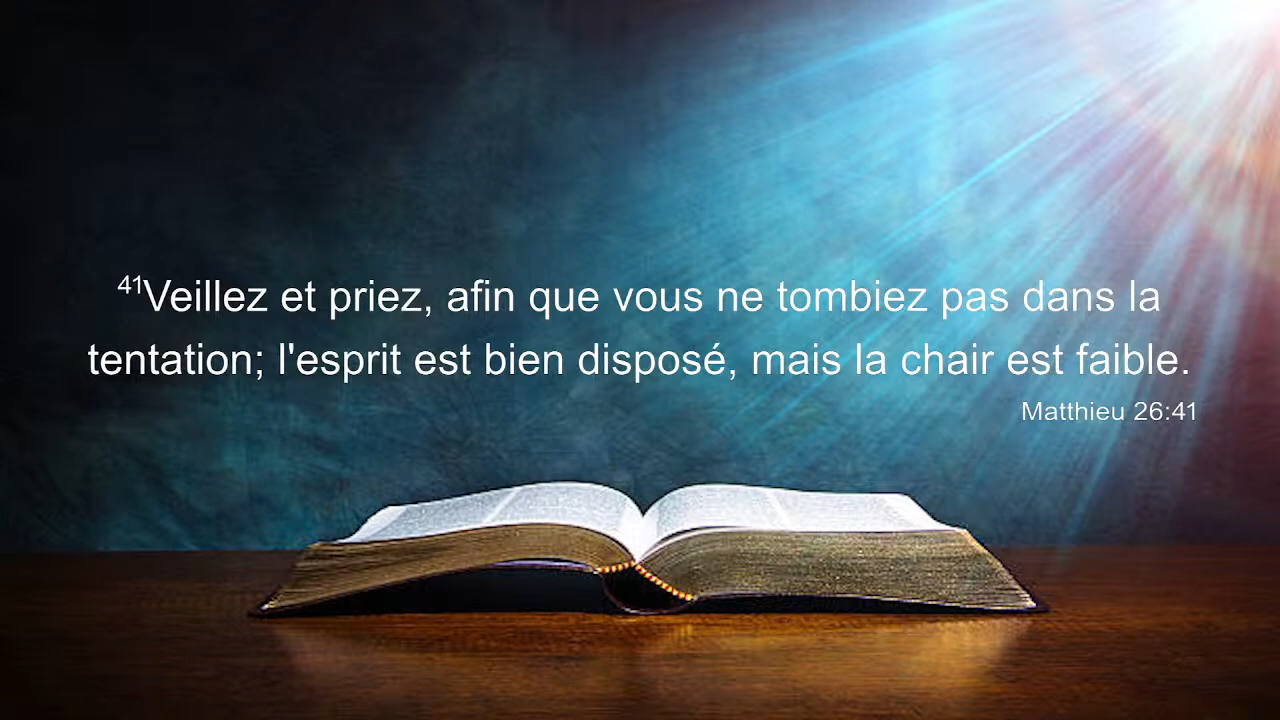 41Veillez et priez, afin que vous ne tombiez pas dans la
tentation; l'esprit est bien disposé, mais la chair est faible.
Matthieu 26:41